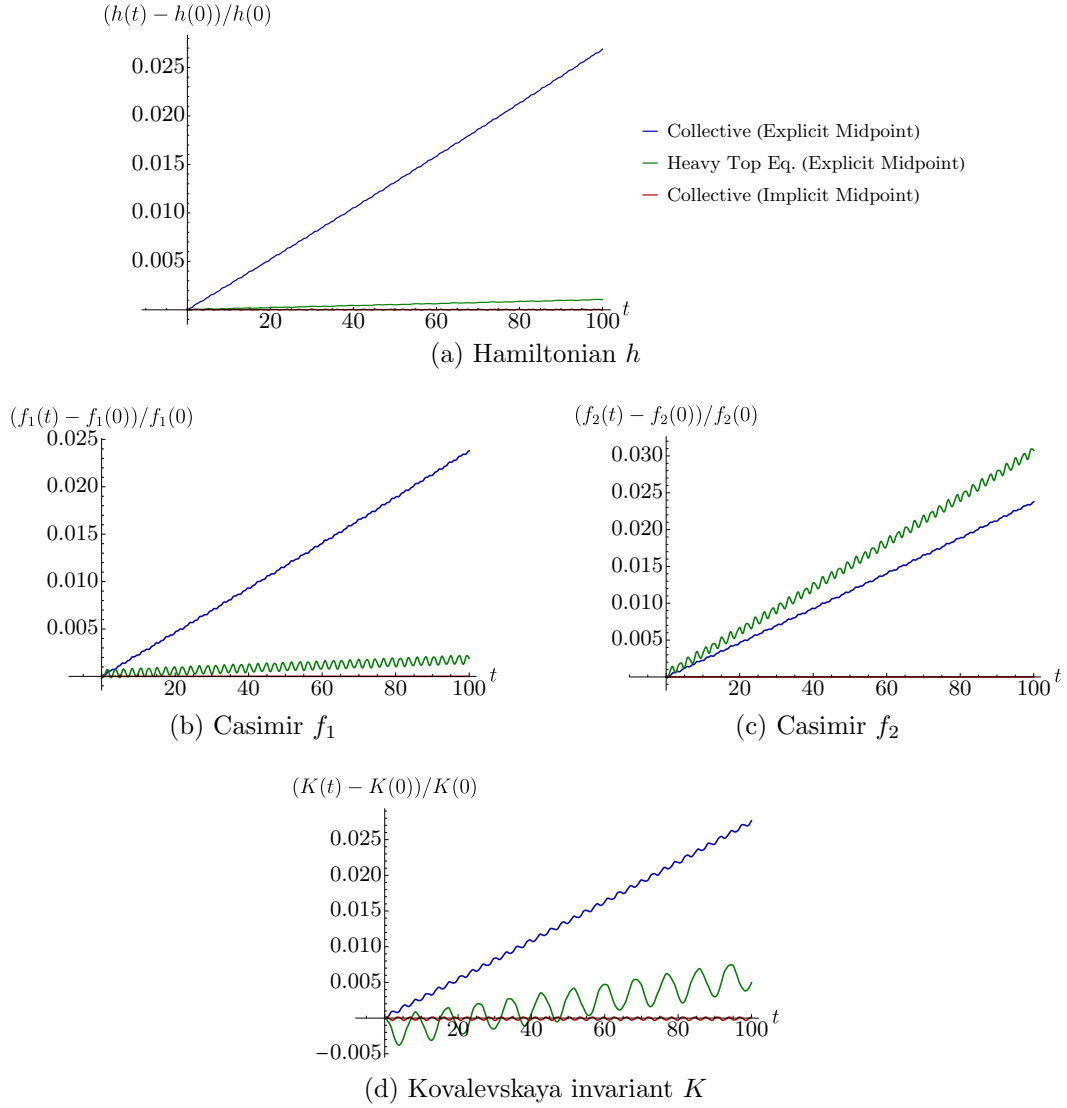 (h(t) − h(0))/h(0)
0.025
0.020
0.015
0.010
0.005
20 40 60 80 100 t
Collective (Explicit Midpoint)
Heavy Top Eq. (Explicit Midpoint)
Collective (Implicit Midpoint)
(a) Hamiltonian h
(f₁(t) − f₁(0))/f₁(0)
0.025
0.020
0.015
0.010
0.005
20 40 60 80 100 t
(b) Casimir f₁
(f₂(t) − f₂(0))/f₂(0)
0.030
0.025
0.020
0.015
0.010
0.005
20 40 60 80 100 t
(c) Casimir f₂
(K(t) − K(0))/K(0)
0.025
0.020
0.015
0.010
0.005
−0.005
20 40 60 80 100 t
(d) Kovalevskaya invariant K